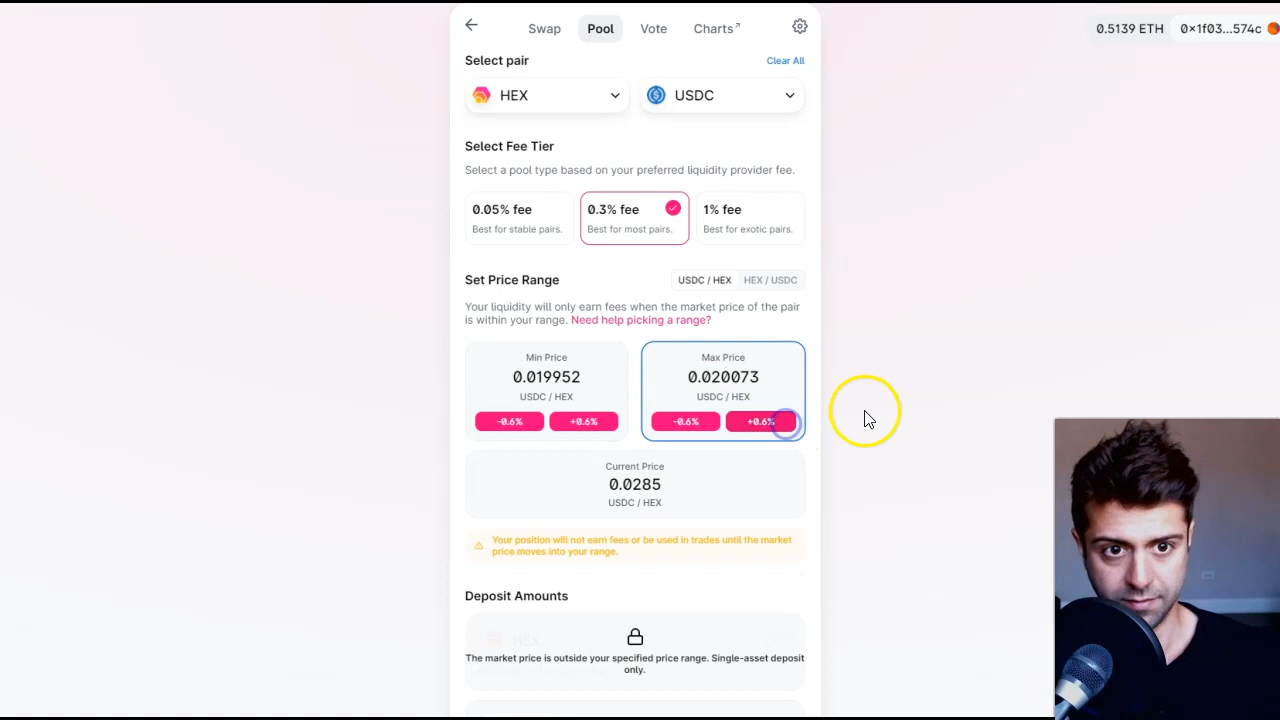 Swap Pool Vote Charts↗
0.5139 ETH 0×1f03...574c
Select pair Clear All
HEX USDC
Select Fee Tier
Select a pool type based on your preferred liquidity provider fee.
0.05% fee 0.3% fee 1% fee
Best for stable pairs. Best for most pairs. Best for exotic pairs.
Set Price Range USDC / HEX HEX / USDC
Your liquidity will only earn fees when the market price of the pair
is within your range. Need help picking a range?
Min Price Max Price
0.019952 0.020073
USDC / HEX USDC / HEX
-0.6% +0.6% -0.6% +0.6%
Current Price
0.0285
USDC / HEX
Your position will not earn fees or be used in trades until the market
price moves into your range.
Deposit Amounts
HEX
The market price is outside your specified price range. Single-asset deposit
only.